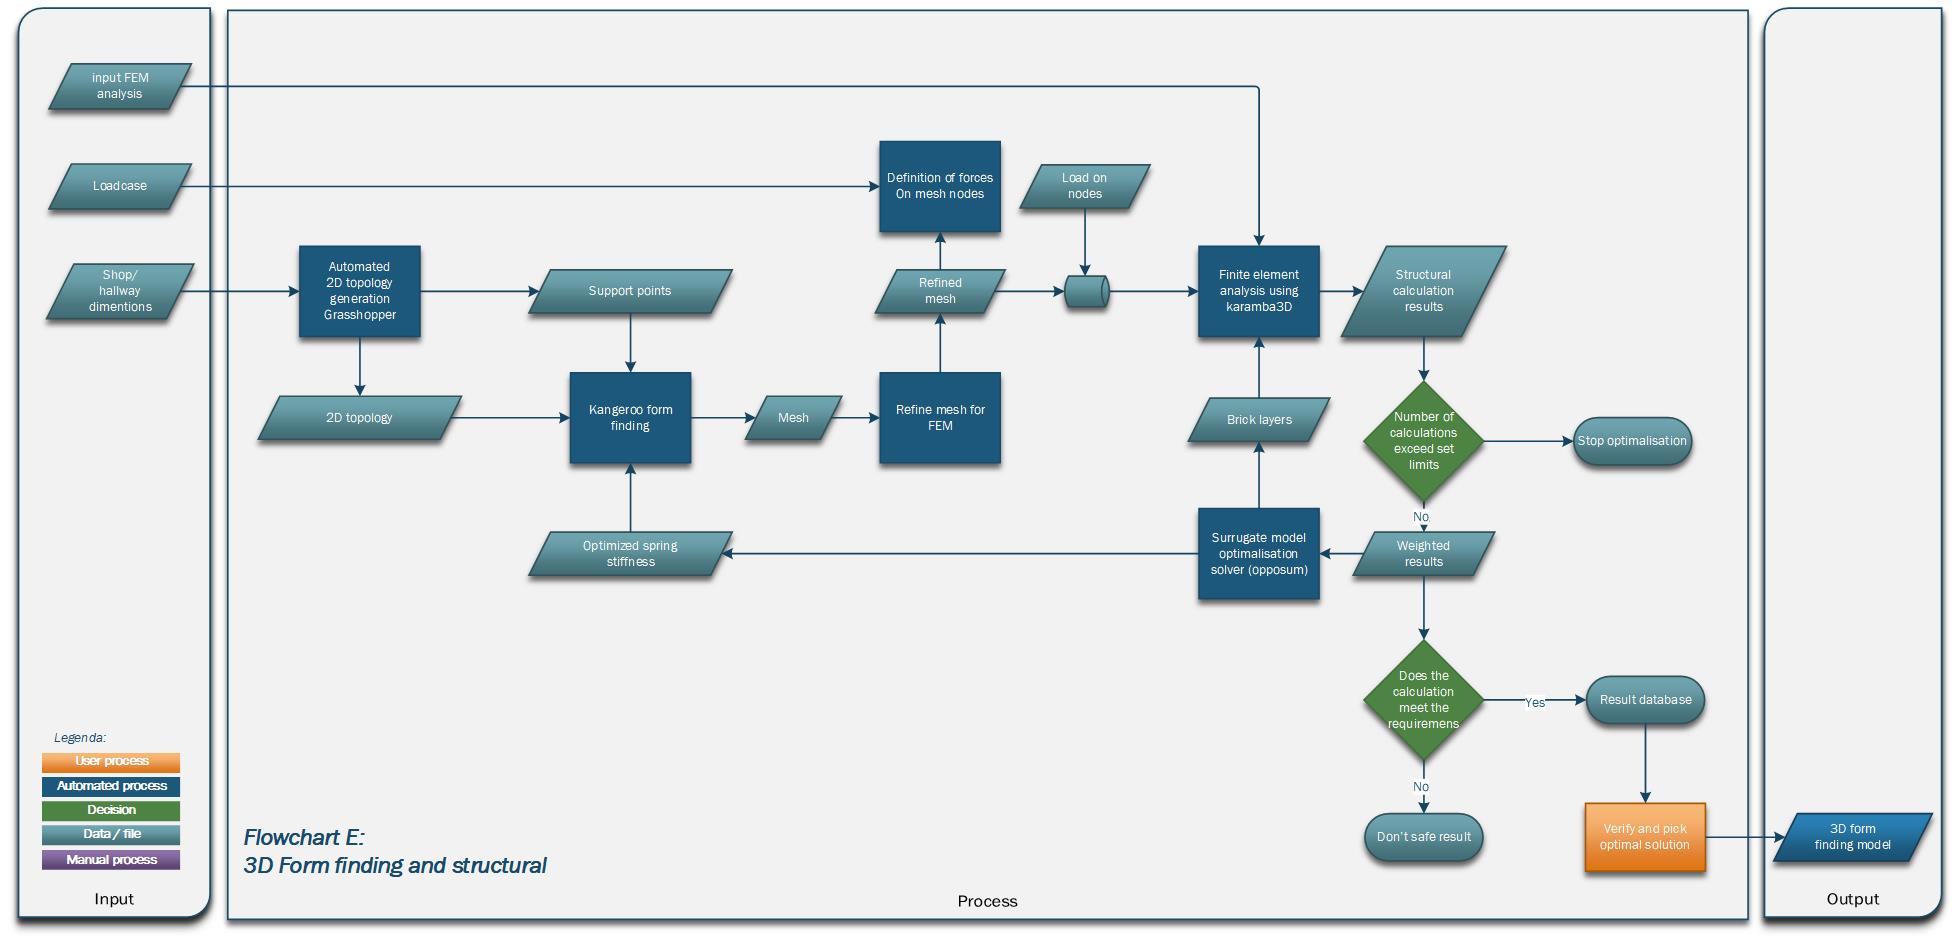 input FEM
analysis
Loadcase
Shop/
hallway
dimentions
Automated
2D topology
generation
Grasshopper
Support points
2D topology
Kangeroo form
finding
Mesh
Optimized spring
stiffness
Definition of forces
On mesh nodes
Refined
mesh
Refine mesh for
FEM
Load on
nodes
Finite element
analysis using
karamba3D
Structural
calculation
results
Brick layers
Number of
calculations
exceed set
limits
Stop optimalisation
No
Surrugate model
optimalisation
solver (opposum)
Weighted
results
Does the
calculation
meet the
requiremens
Yes
Result database
No
Don't safe result
Verify and pick
optimal solution
3D form
finding model
Legenda:
User process
Automated process
Decision
Data / file
Manual process
Flowchart E:
3D Form finding and structural
Input
Process
Output